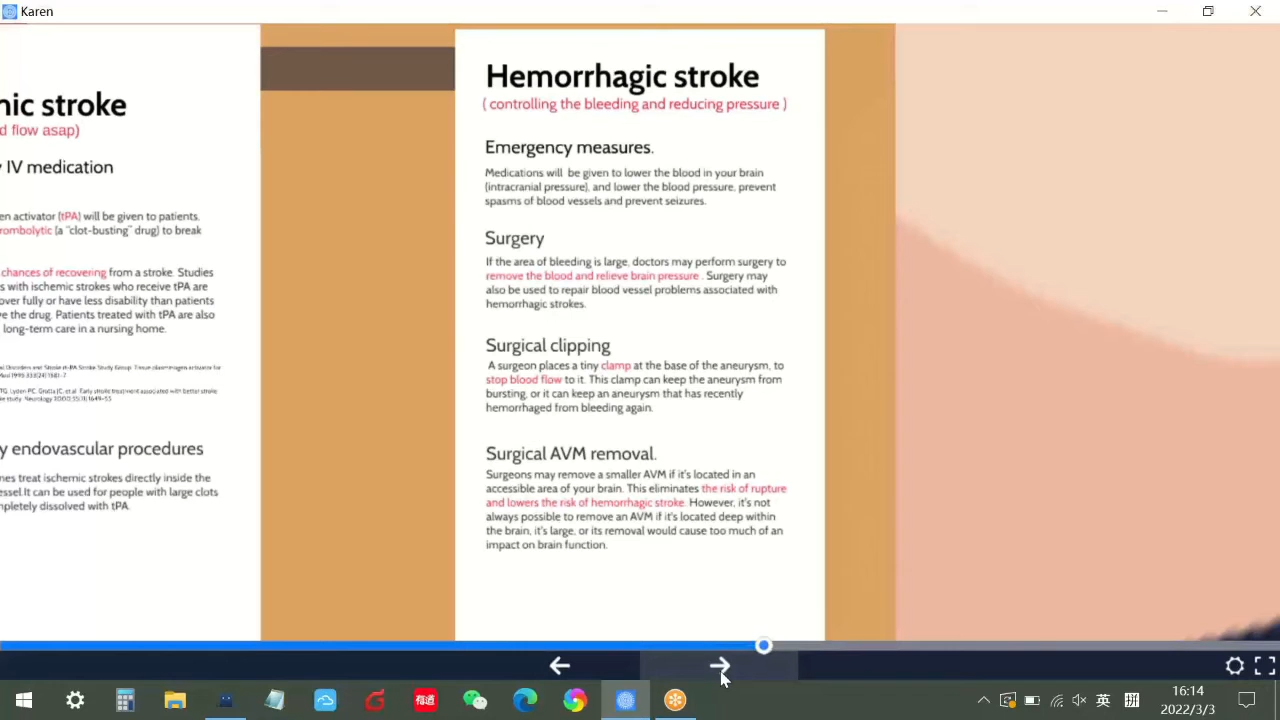 Karen
nic stroke
d flow asap)
IV medication
en activator (tPA) will be given to patients.
rombolytic (a "clot-busting" drug) to break
chances of recovering from a stroke. Studies
s with ischemic strokes who receive tPA are
over fully or have less disability than patients
ve the drug. Patients treated with tPA are also
long-term care in a nursing home.
y endovascular procedures
nes treat ischemic strokes directly inside the
essel.It can be used for people with large clots
mpletely dissolved with tPA.
Hemorrhagic stroke
( controlling the bleeding and reducing pressure )
Emergency measures.
Medications will be given to lower the blood in your brain
(intracranial pressure), and lower the blood pressure, prevent
spasms of blood vessels and prevent seizures.
Surgery
If the area of bleeding is large, doctors may perform surgery to
remove the blood and relieve brain pressure . Surgery may
also be used to repair blood vessel problems associated with
hemorrhagic strokes.
Surgical clipping
A surgeon places a tiny clamp at the base of the aneurysm, to
stop blood flow to it. This clamp can keep the aneurysm from
bursting, or it can keep an aneurysm that has recently
hemorrhaged from bleeding again.
Surgical AVM removal.
Surgeons may remove a smaller AVM if it's located in an
accessible area of your brain. This eliminates the risk of rupture
and lowers the risk of hemorrhagic stroke. However, it's not
always possible to remove an AVM if it's located deep within
the brain, it's large, or its removal would cause too much of an
impact on brain function.
英 拼
16:14
2022/3/3